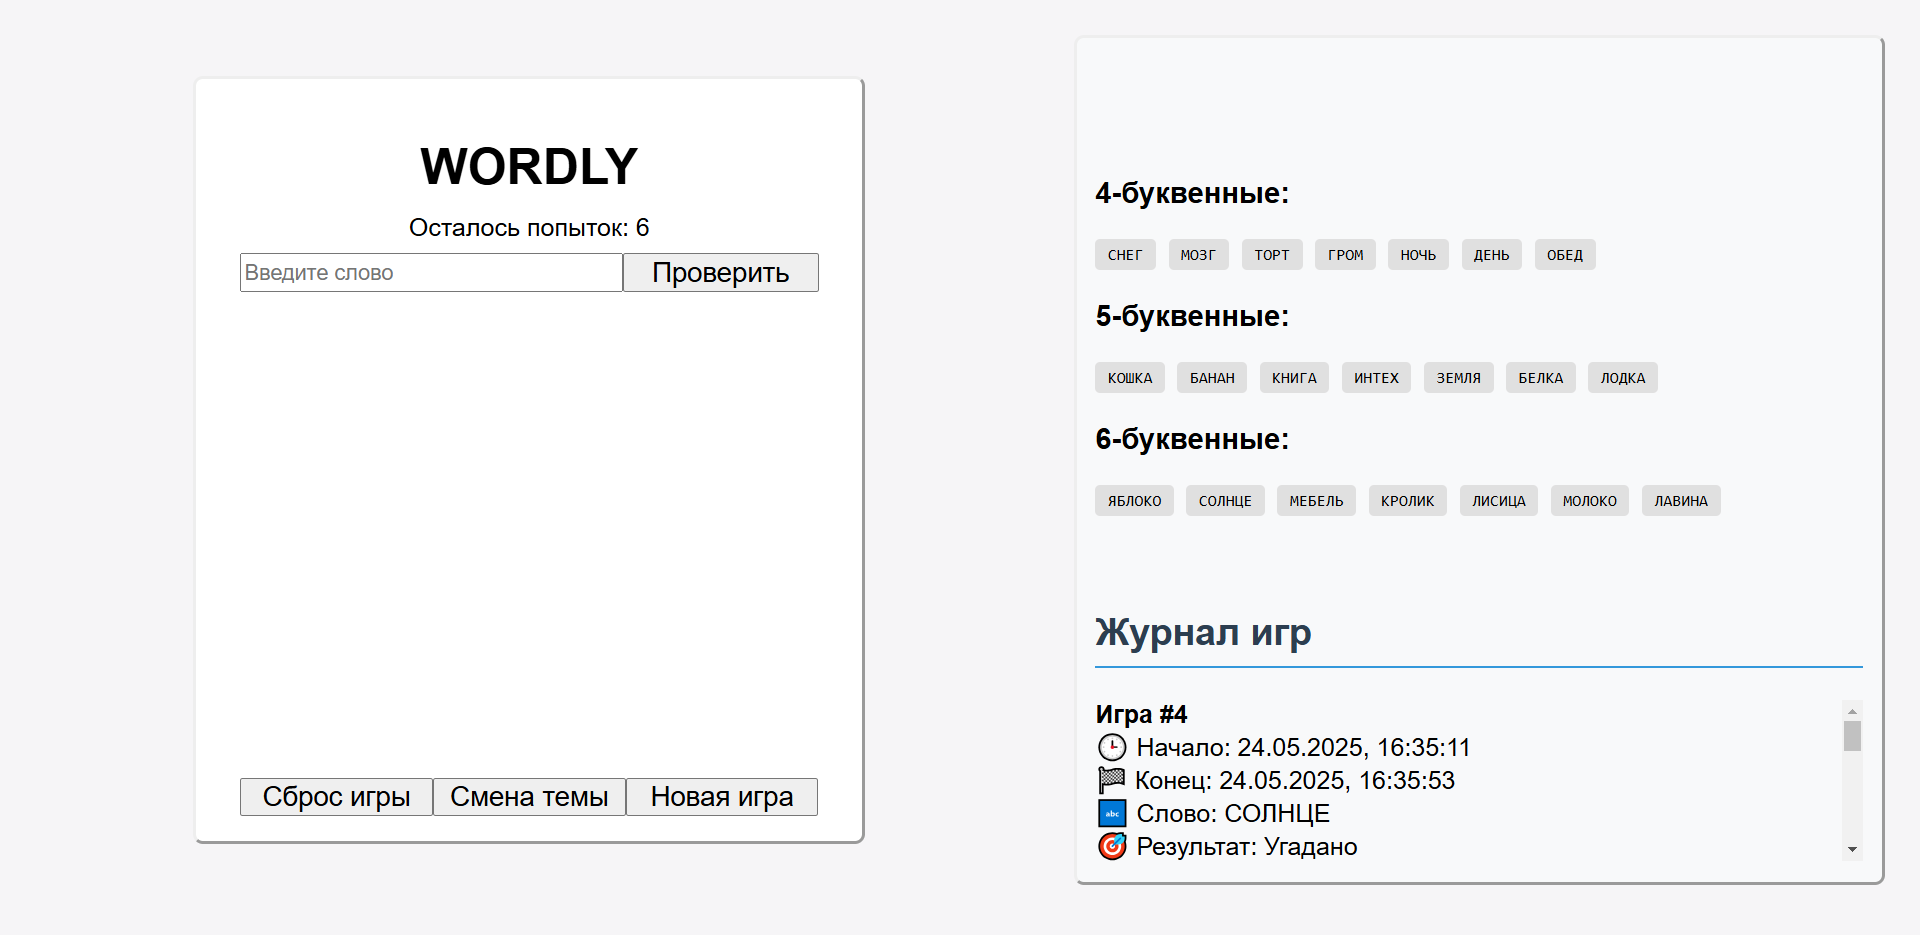 WORDLY
Осталось попыток: 6
Введите слово
Проверить
Сброс игры
Смена темы
Новая игра
4-буквенные:
СНЕГ МОЗГ ТОРТ ГРОМ НОЧЬ ДЕНЬ ОБЕД
5-буквенные:
КОШКА БАНАН КНИГА ИНТЕХ ЗЕМЛЯ БЕЛКА ЛОДКА
6-буквенные:
ЯБЛОКО СОЛНЦЕ МЕБЕЛЬ КРОЛИК ЛИСИЦА МОЛОКО ЛАВИНА
Журнал игр
Игра #4
Начало: 24.05.2025, 16:35:11
Конец: 24.05.2025, 16:35:53
abc Слово: СОЛНЦЕ
Результат: Угадано